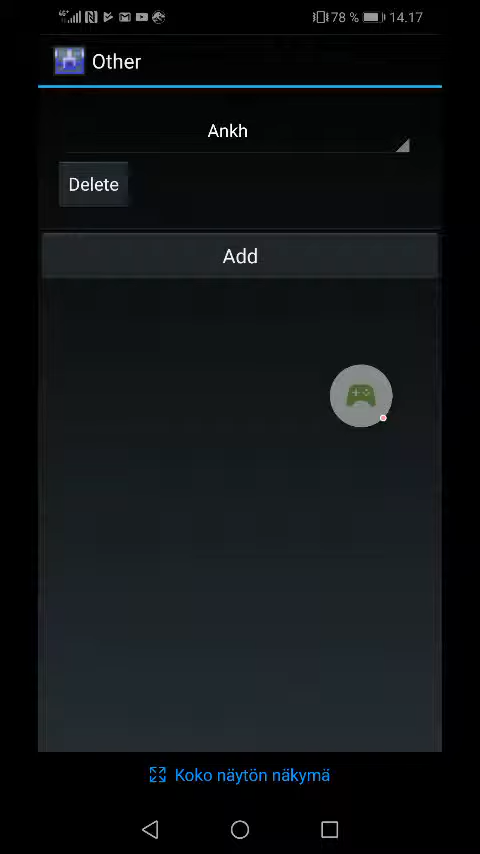 78 % 14.17
Other
Ankh
Delete
Add
Koko näytön näkymä